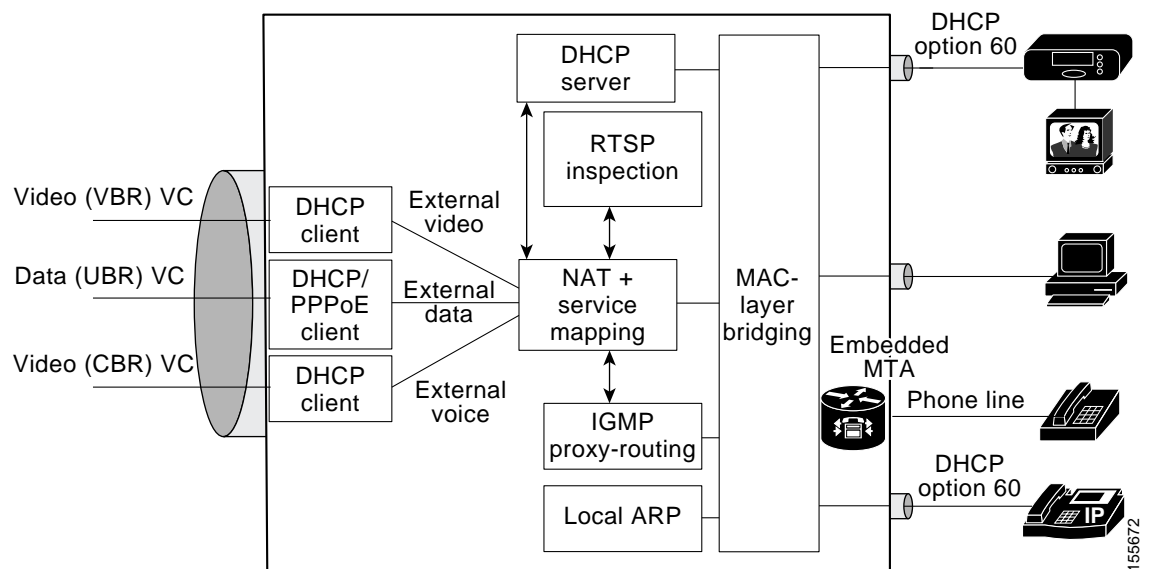 DHCP
option 60
DHCP
server
RTSP
inspection
Video (VBR) VC
DHCP
client
External
video
Data (UBR) VC
DHCP/
PPPoE
client
External
data
NAT +
service
mapping
MAC-
layer
bridging
Video (CBR) VC
DHCP
client
External
voice
Embedded
MTA
Phone line
IGMP
proxy-routing
DHCP
option 60
Local ARP
IP
155672